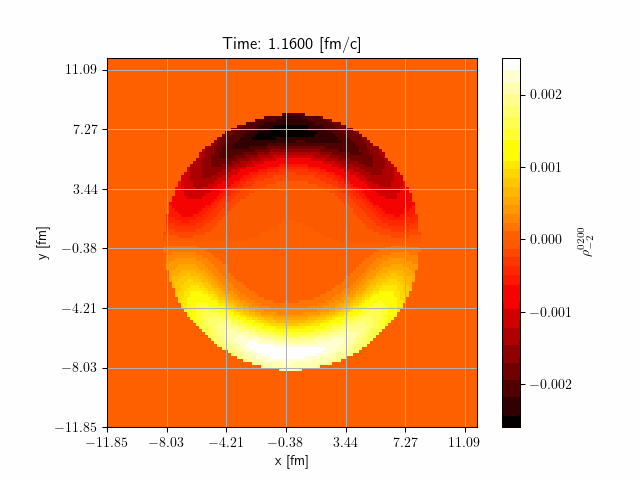 Time: 1.1600 [fm/c]
11.09
7.27
3.44
−0.38
−4.21
−8.03
−11.85
y [fm]
−11.85 −8.03 −4.21 −0.38 3.44 7.27 11.09
x [fm]
0.002
0.001
0.000
−0.001
−0.002
ρ^{0200}_{−2}